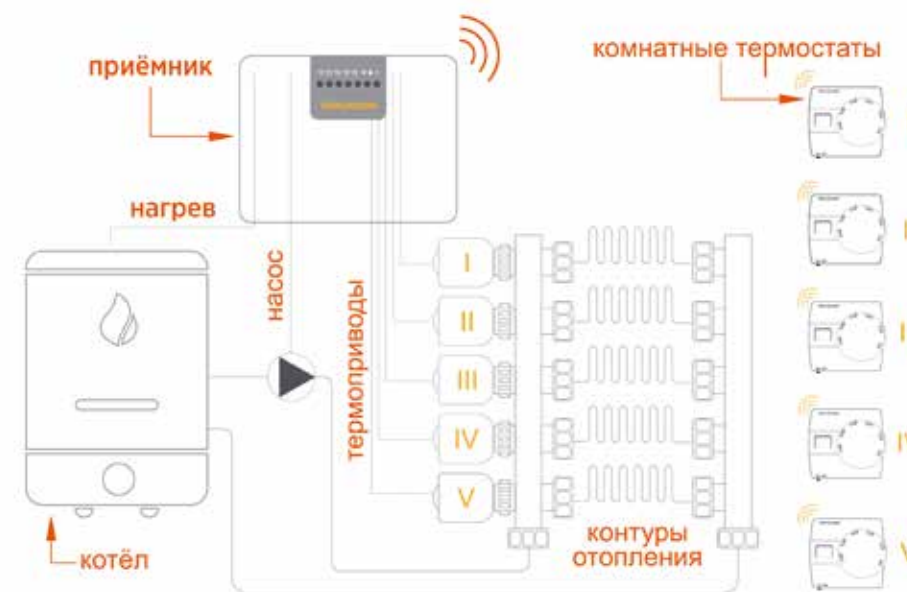 комнатные термостаты
приёмник
нагрев
насос
термоприводы
I
II
III
IV
V
контуры
отопления
котёл